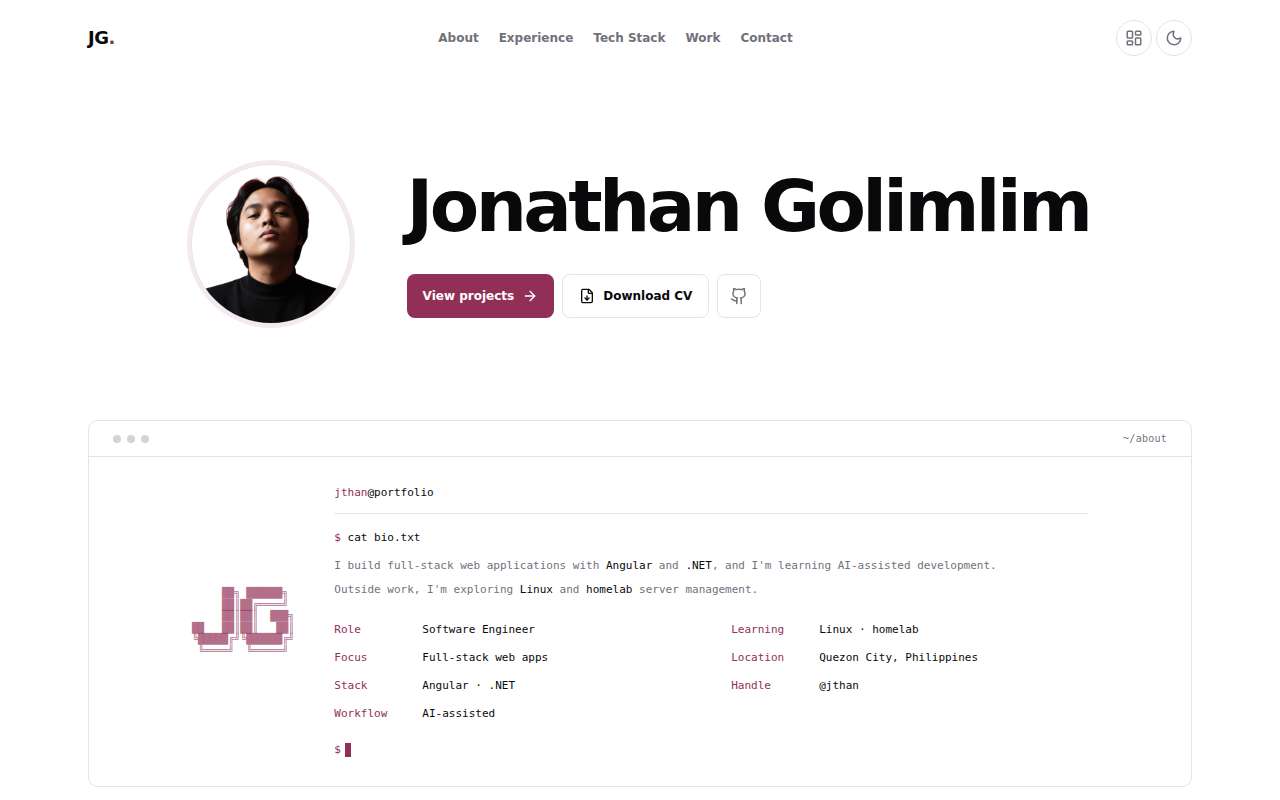 JG.
About Experience Tech Stack Work Contact
Jonathan Golimlim
View projects
Download CV
~/about
jthan@portfolio
$ cat bio.txt
I build full-stack web applications with Angular and .NET, and I'm learning AI-assisted development.
Outside work, I'm exploring Linux and homelab server management.
JG
Role Software Engineer Learning Linux · homelab
Focus Full-stack web apps Location Quezon City, Philippines
Stack Angular · .NET Handle @jthan
Workflow AI-assisted
$